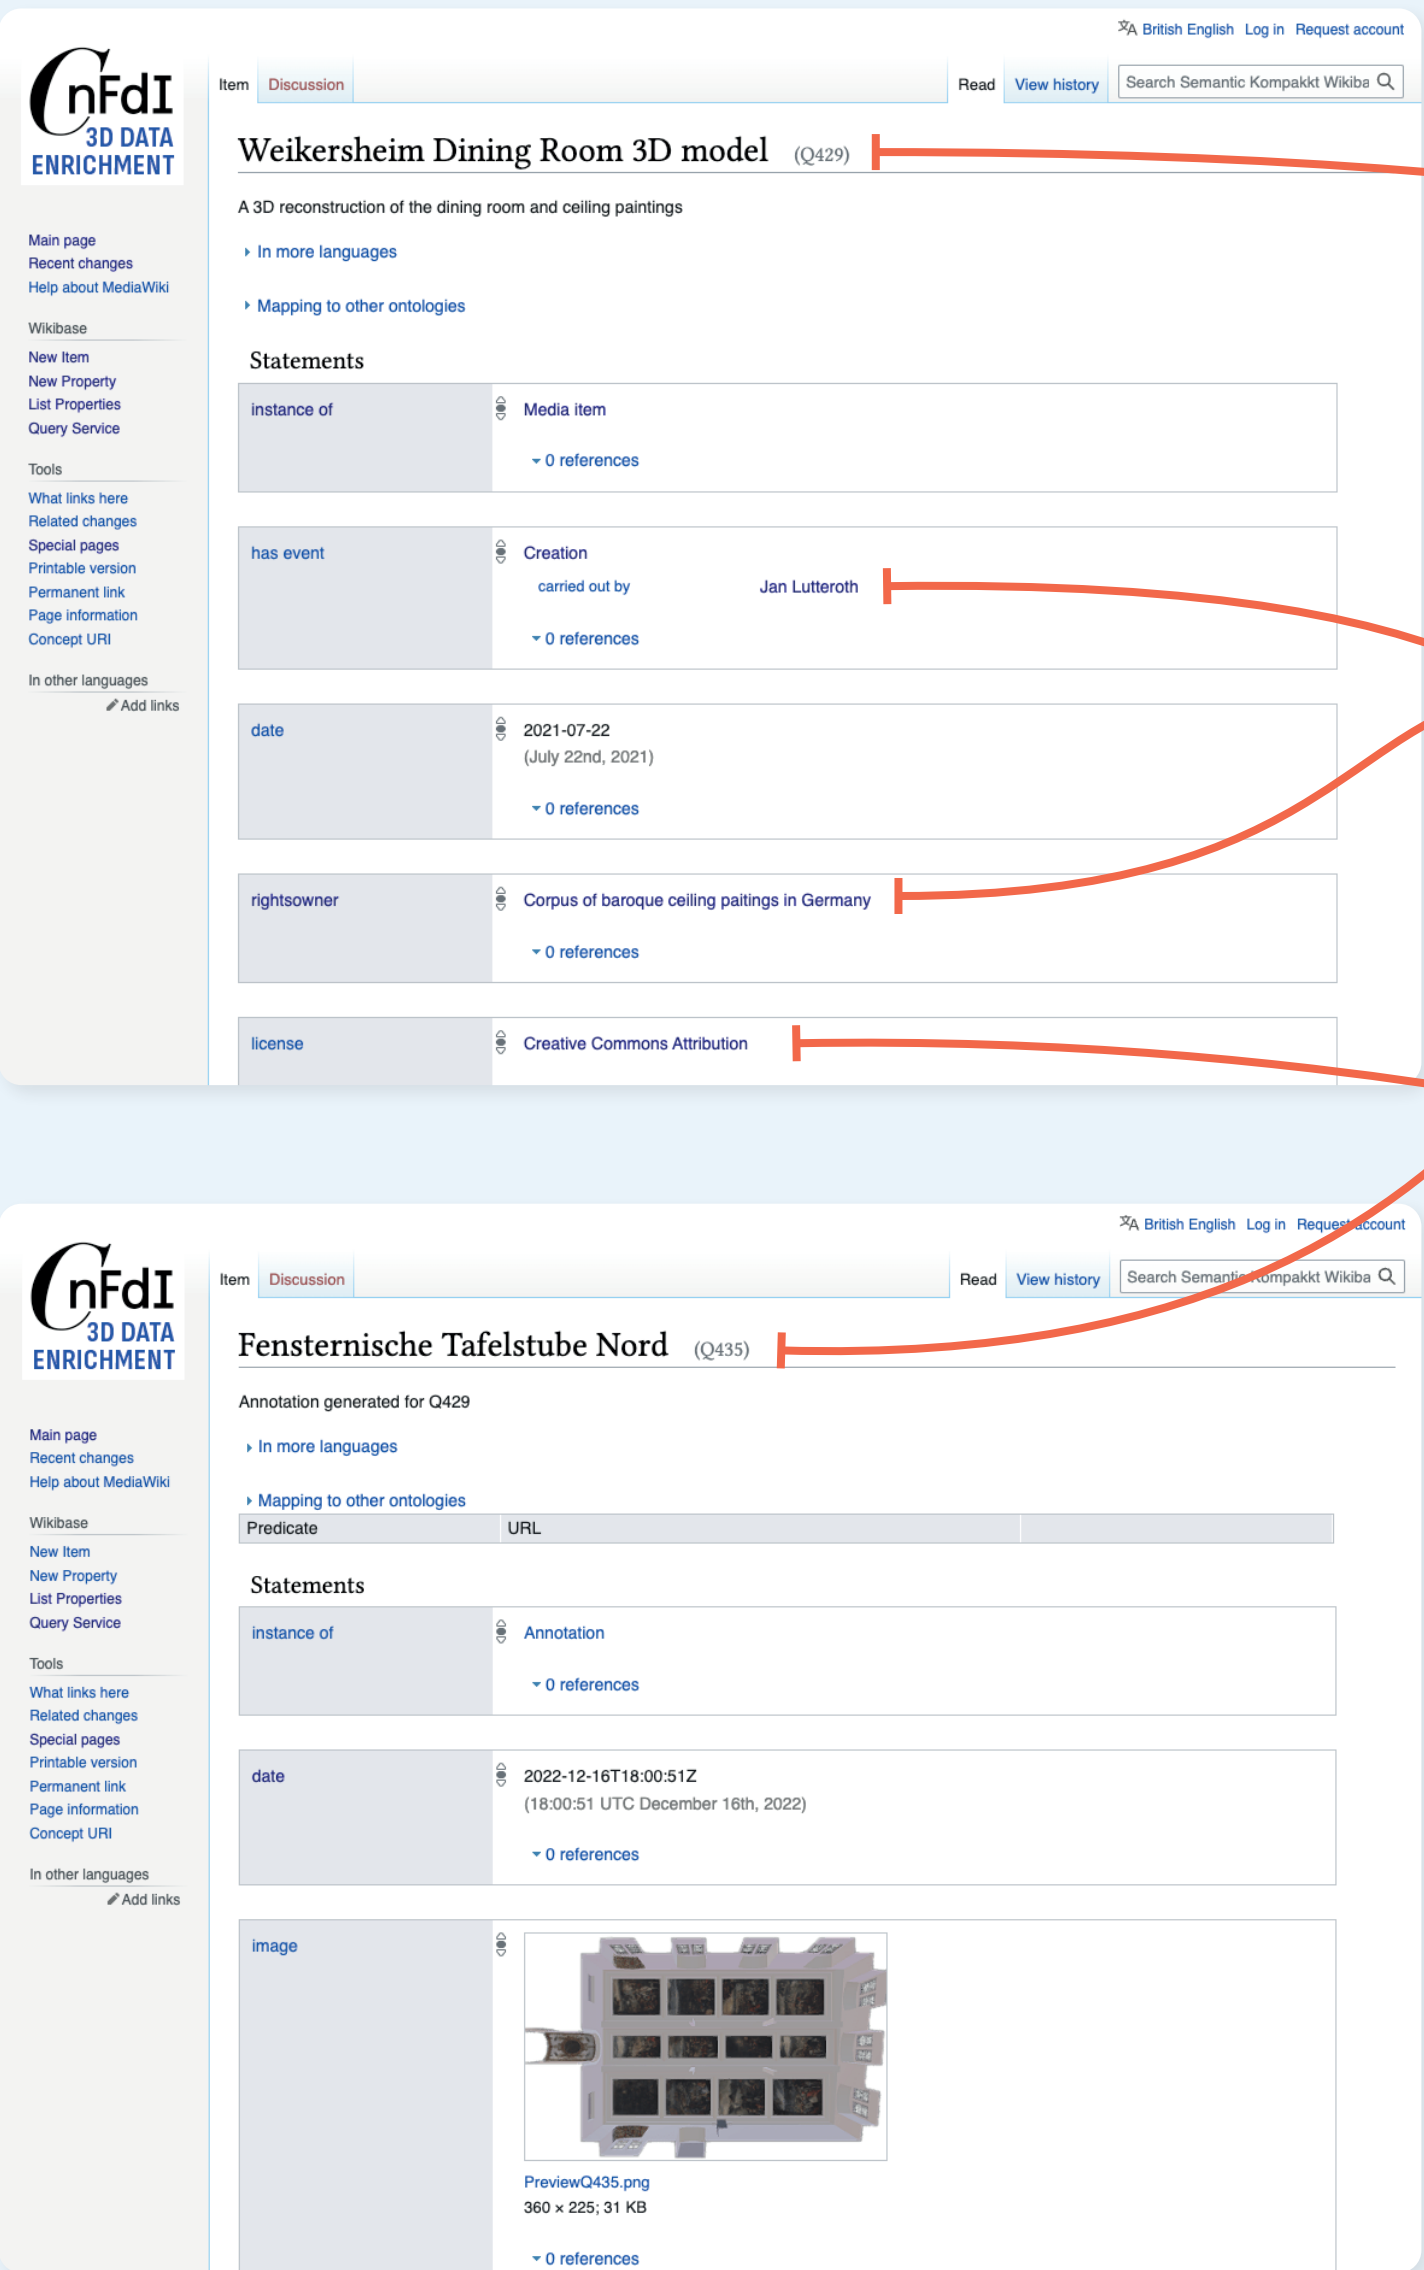 British English Log in Request account
CnFdI
3D DATA
ENRICHMENT
Item Discussion Read View history Search Semantic Kompakkt Wikiba
Weikersheim Dining Room 3D model (Q429)
A 3D reconstruction of the dining room and ceiling paintings
In more languages
Mapping to other ontologies
Main page
Recent changes
Help about MediaWiki
Wikibase
New Item
New Property
List Properties
Query Service
Tools
What links here
Related changes
Special pages
Printable version
Permanent link
Page information
Concept URI
In other languages
Add links
Statements
instance of Media item
0 references
has event Creation
carried out by Jan Lutteroth
0 references
date 2021-07-22
(July 22nd, 2021)
0 references
rightsowner Corpus of baroque ceiling paitings in Germany
0 references
license Creative Commons Attribution
British English Log in Request account
CnFdI
3D DATA
ENRICHMENT
Item Discussion Read View history Search Semantic Kompakkt Wikiba
Fensternische Tafelstube Nord (Q435)
Annotation generated for Q429
In more languages
Mapping to other ontologies
Predicate URL
Main page
Recent changes
Help about MediaWiki
Wikibase
New Item
New Property
List Properties
Query Service
Tools
What links here
Related changes
Special pages
Printable version
Permanent link
Page information
Concept URI
In other languages
Add links
Statements
instance of Annotation
0 references
date 2022-12-16T18:00:51Z
(18:00:51 UTC December 16th, 2022)
0 references
image
PreviewQ435.png
360 × 225; 31 KB
0 references